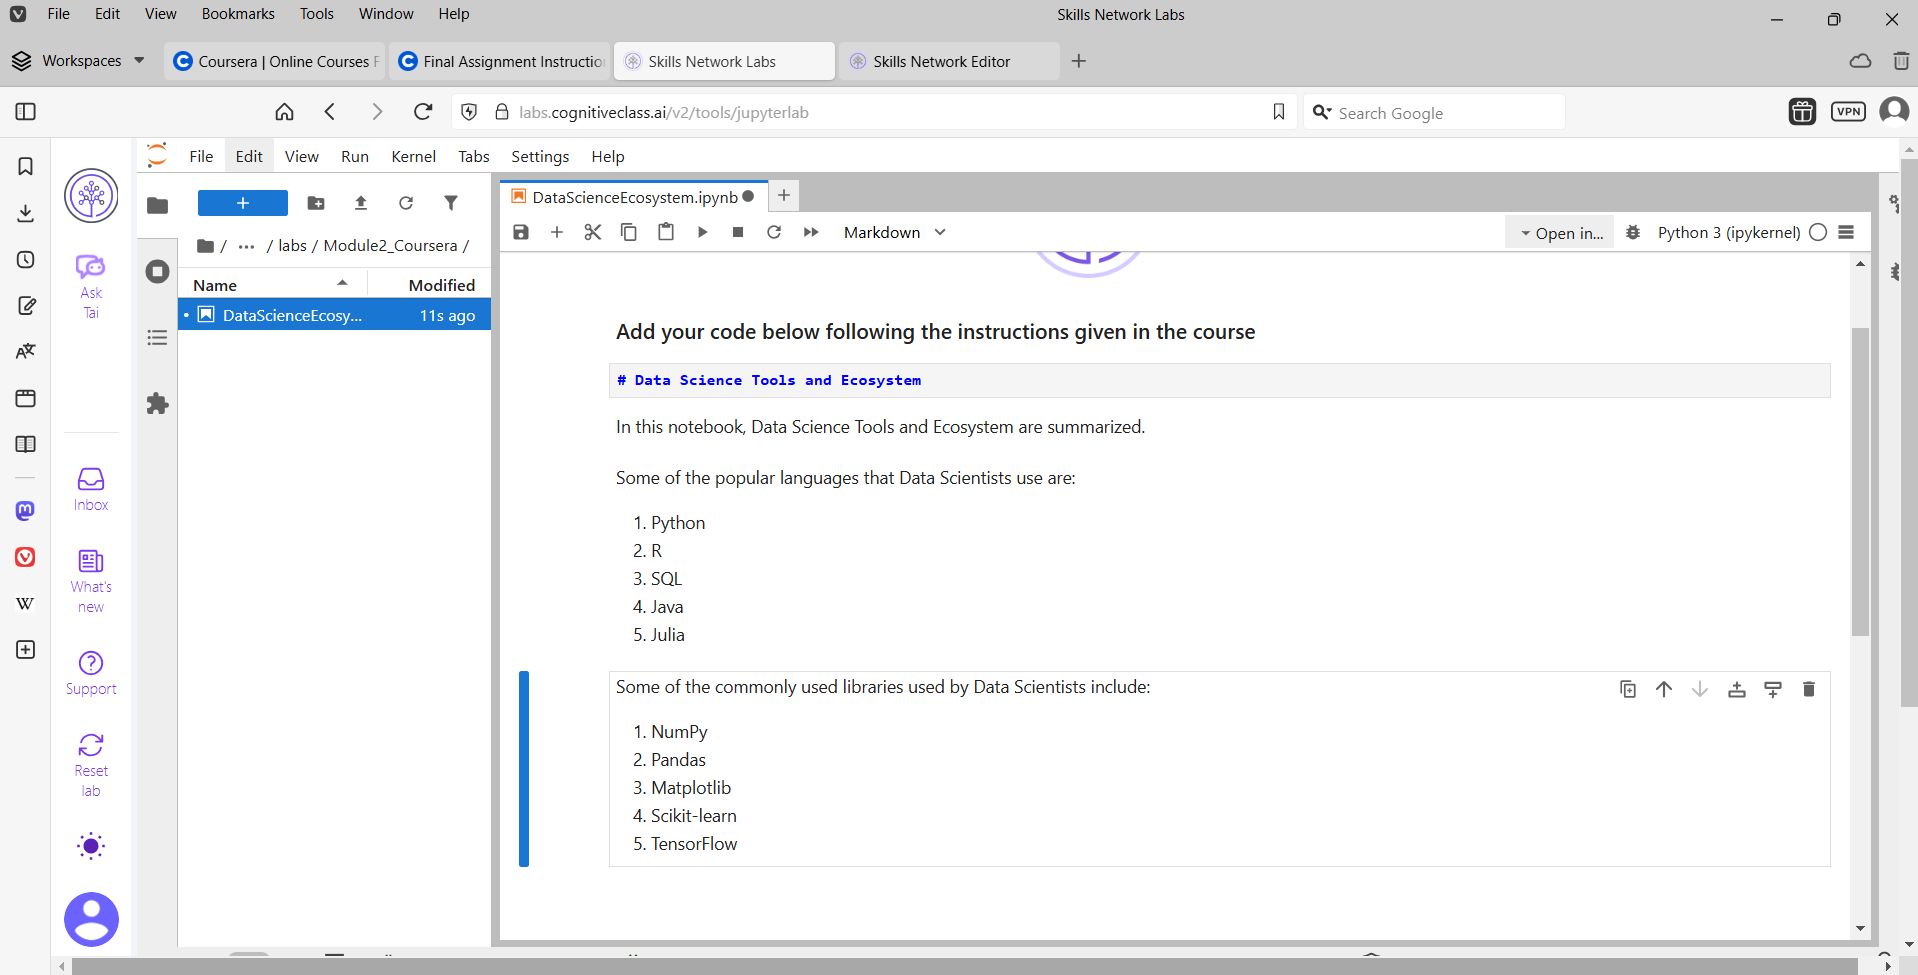 File Edit View Bookmarks Tools Window Help
Skills Network Labs
Workspaces
Coursera | Online Courses F
Final Assignment Instructio
Skills Network Labs
Skills Network Editor
labs.cognitiveclass.ai/v2/tools/jupyterlab
Search Google
VPN
File Edit View Run Kernel Tabs Settings Help
Ask
Tai
Inbox
What's
new
Support
Reset
lab
W
+
/ ... / labs / Module2_Coursera /
Name Modified
DataScienceEcosy... 11s ago
DataScienceEcosystem.ipynb
Markdown
Open in...
Python 3 (ipykernel)
Add your code below following the instructions given in the course
# Data Science Tools and Ecosystem
In this notebook, Data Science Tools and Ecosystem are summarized.
Some of the popular languages that Data Scientists use are:
1. Python
2. R
3. SQL
4. Java
5. Julia
Some of the commonly used libraries used by Data Scientists include:
1. NumPy
2. Pandas
3. Matplotlib
4. Scikit-learn
5. TensorFlow